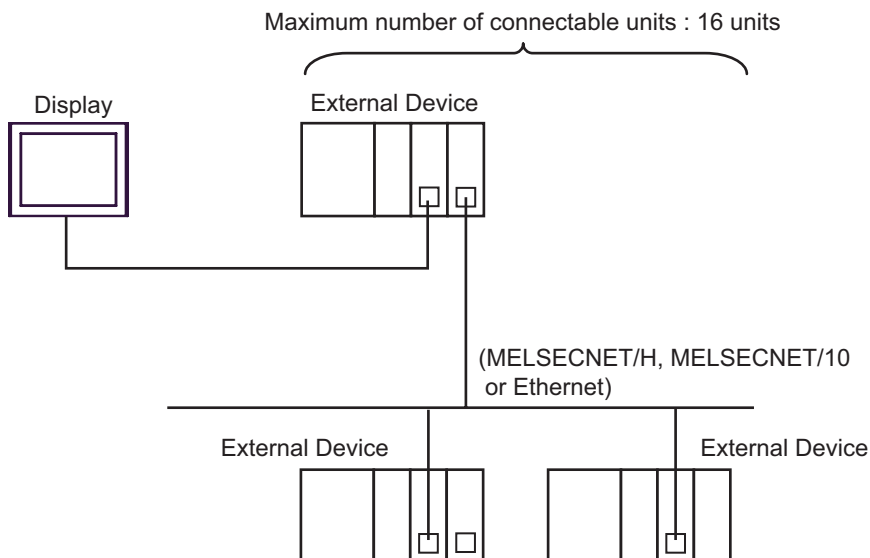 Maximum number of connectable units : 16 units
Display
External Device
(MELSECNET/H, MELSECNET/10
or Ethernet)
External Device
External Device